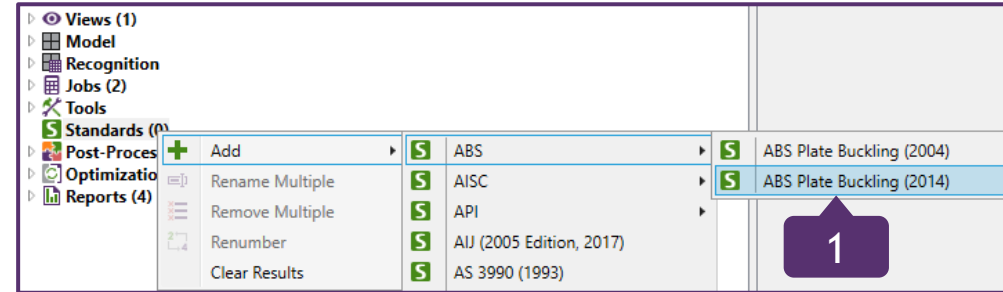 Views (1)
Model
Recognition
Jobs (2)
Tools
Standards (0)
Post-Proces
Optimizatio
Reports (4)
Add
Rename Multiple
Remove Multiple
Renumber
Clear Results
ABS
AISC
API
AIJ (2005 Edition, 2017)
AS 3990 (1993)
ABS Plate Buckling (2004)
ABS Plate Buckling (2014)
1